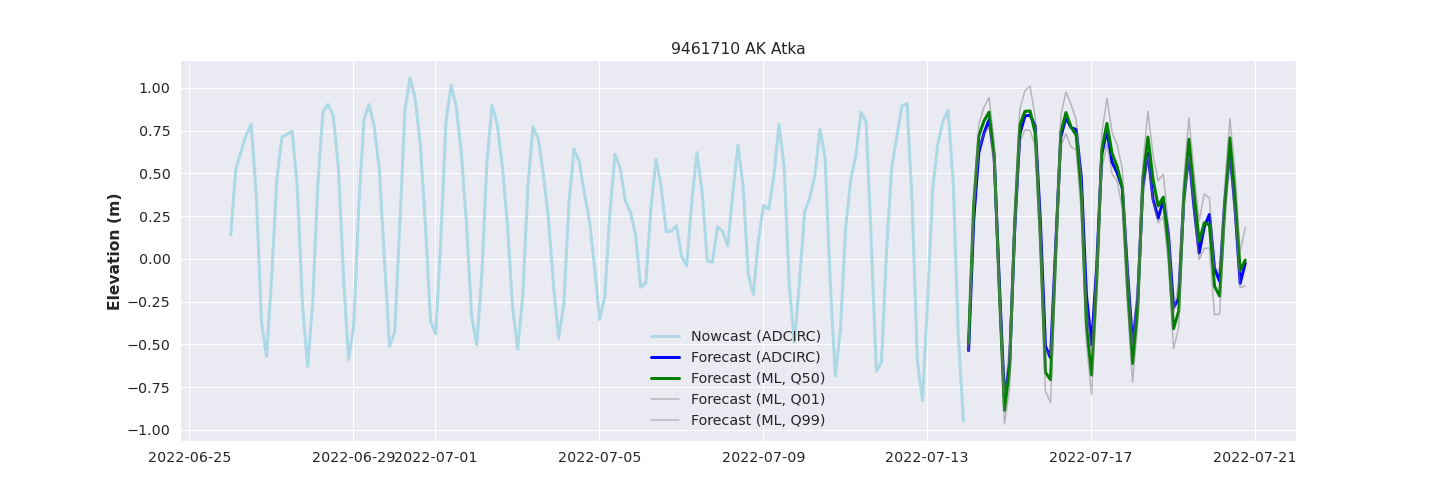 9461710 AK Atka
Elevation (m)
1.00
0.75
0.50
0.25
0.00
−0.25
−0.50
−0.75
−1.00
Nowcast (ADCIRC)
Forecast (ADCIRC)
Forecast (ML, Q50)
Forecast (ML, Q01)
Forecast (ML, Q99)
2022-06-25 2022-06-29 2022-07-01 2022-07-05 2022-07-09 2022-07-13 2022-07-17 2022-07-21